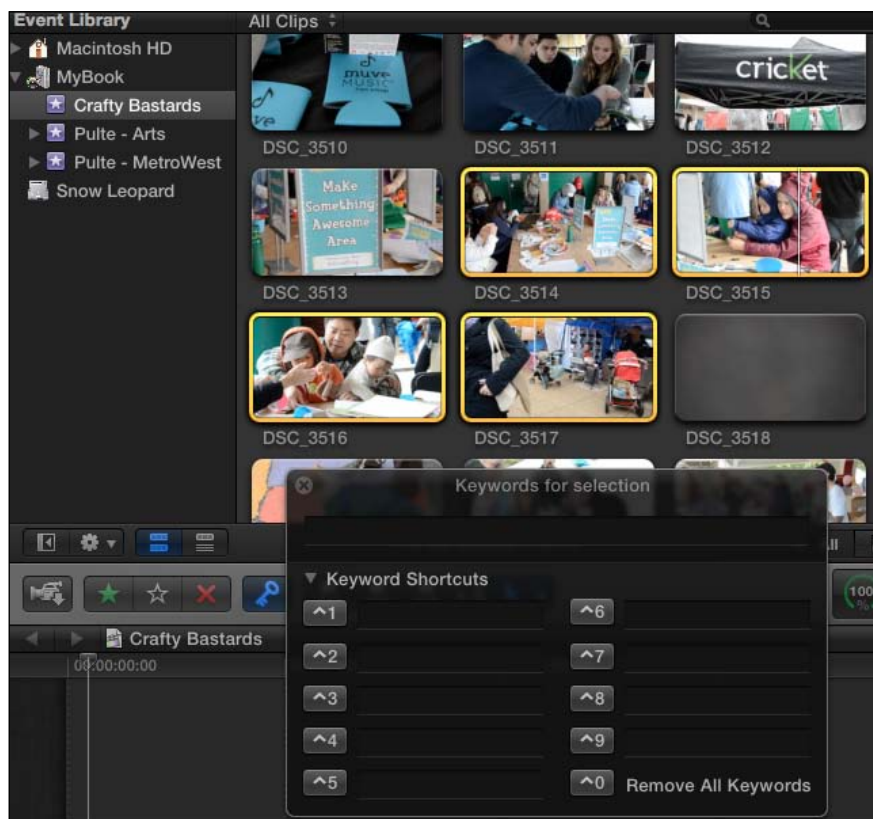 Event Library
All Clips
Macintosh HD
MyBook
Crafty Bastards
Pulte - Arts
Pulte - MetroWest
Snow Leopard
muve
MUSIC
cricket
DSC_3510
DSC_3511
DSC_3512
Make
Something
Awesome
Area
DSC_3513
DSC_3514
DSC_3515
DSC_3516
DSC_3517
DSC_3518
Keywords for selection
All
Keyword Shortcuts
100
%
^1
^6
Crafty Bastards
^2
^7
00:00:00:00
^3
^8
^4
^9
^5
^0 Remove All Keywords